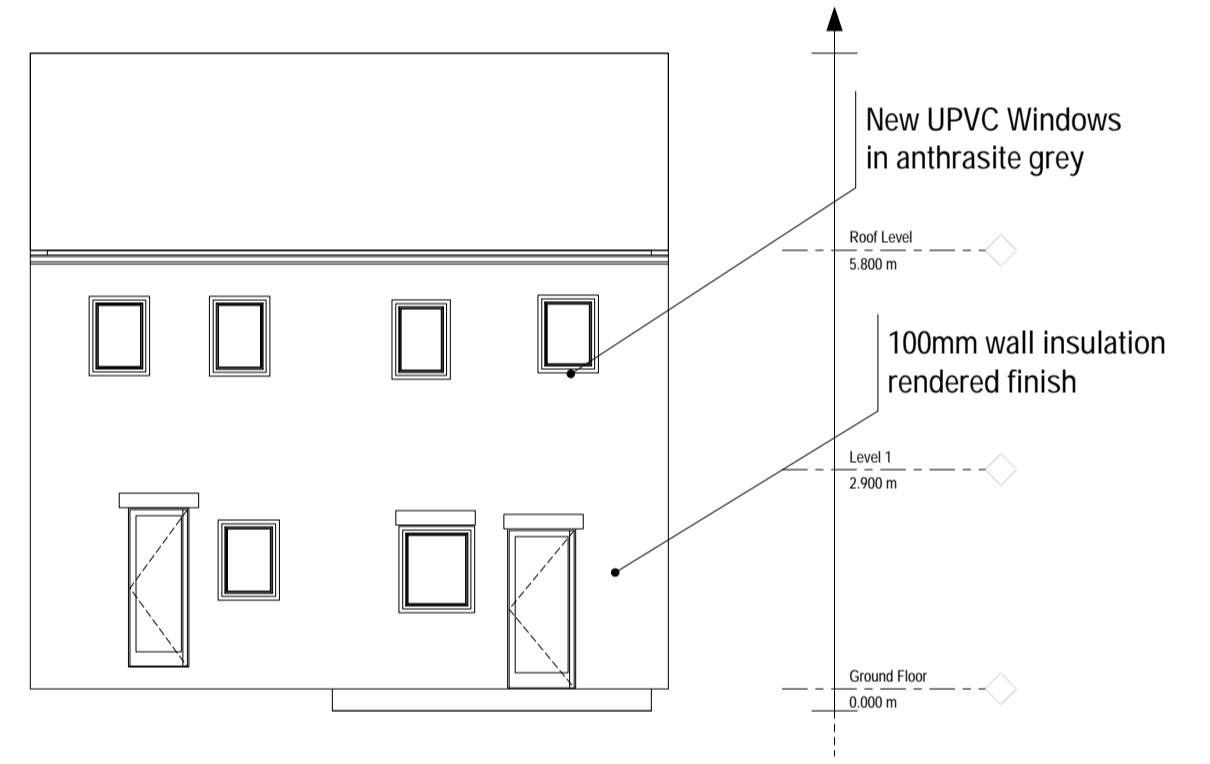 New UPVC Windows
in anthrasite grey
Roof Level
5.800 m
100mm wall insulation
rendered finish
Level 1
2.900 m
Ground Floor
0.000 m